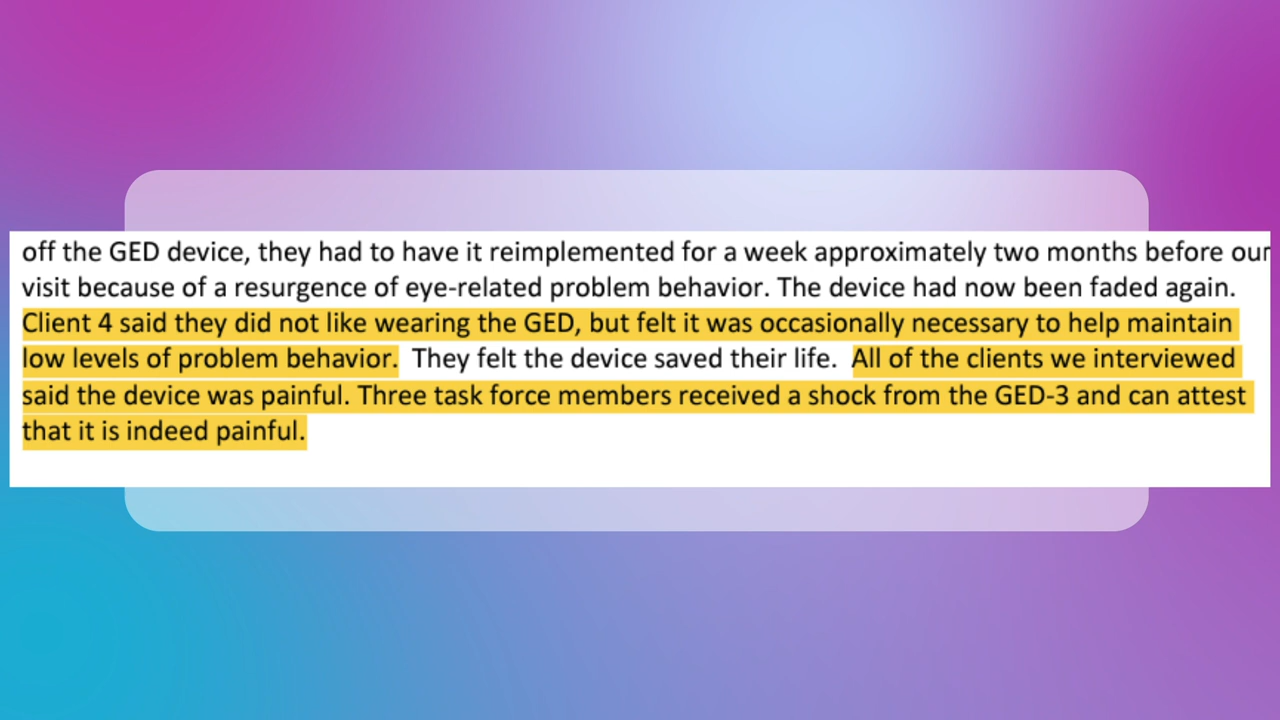 off the GED device, they had to have it reimplemented for a week approximately two months before our
visit because of a resurgence of eye-related problem behavior. The device had now been faded again.
Client 4 said they did not like wearing the GED, but felt it was occasionally necessary to help maintain
low levels of problem behavior. They felt the device saved their life. All of the clients we interviewed
said the device was painful. Three task force members received a shock from the GED-3 and can attest
that it is indeed painful.